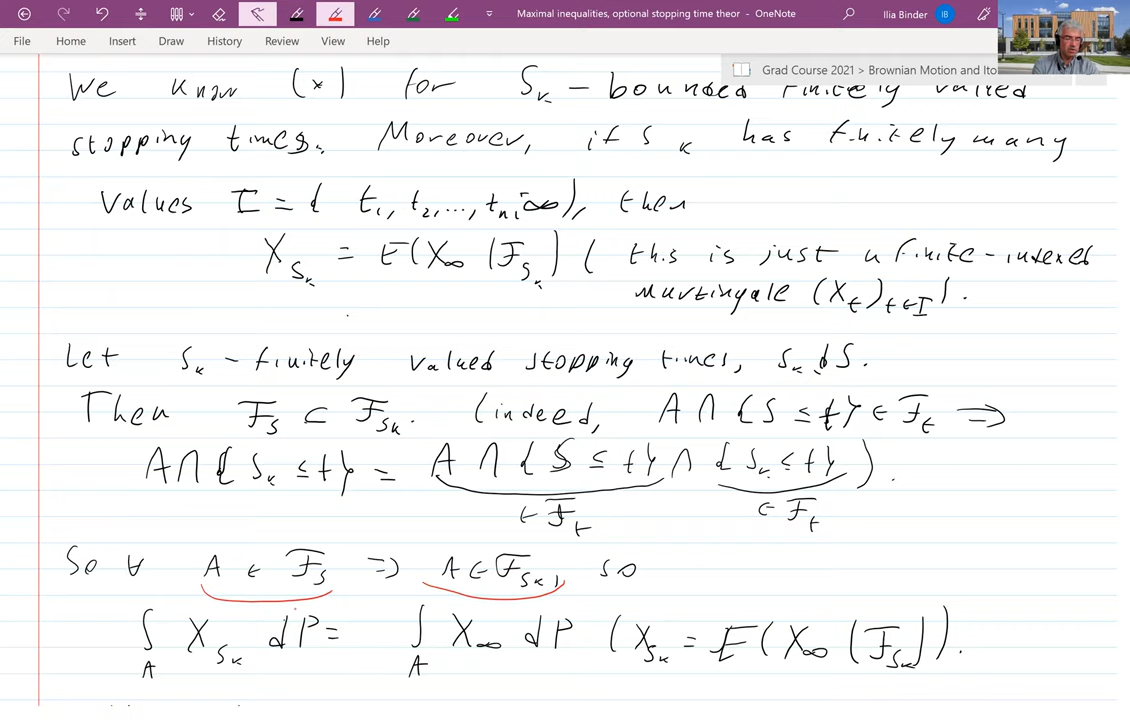 Maximal inequalities, optional stopping time theor - OneNote
Ilia Binder IB
File Home Insert Draw History Review View Help
Grad Course 2021 > Brownian Motion and Ito
We know (*) for S_k - bounded finitely valued
stopping times. Moreover, if S_k has finitely many
values I = { t_1, t_2, ..., t_n, ∞}, then
X_{S_k} = E(X_∞ | F_{S_k}) ( this is just a finite-indexed
martingale (X_t)_{t∈I} ).
Let S_k - finitely valued stopping times, S_k ↓ S.
Then F_S ⊂ F_{S_k}. (indeed, A ∩ {S ≤ t} ∈ F_t ⟹
A ∩ {S_k ≤ t} = A ∩ {S ≤ t} ∩ {S_k ≤ t} ).
∈ F_t ∈ F_t
So ∀ A ∈ F_S ⟹ A ∈ F_{S_k}, so
∫_A X_{S_k} dP = ∫_A X_∞ dP (X_{S_k} = E(X_∞ | F_{S_k})).